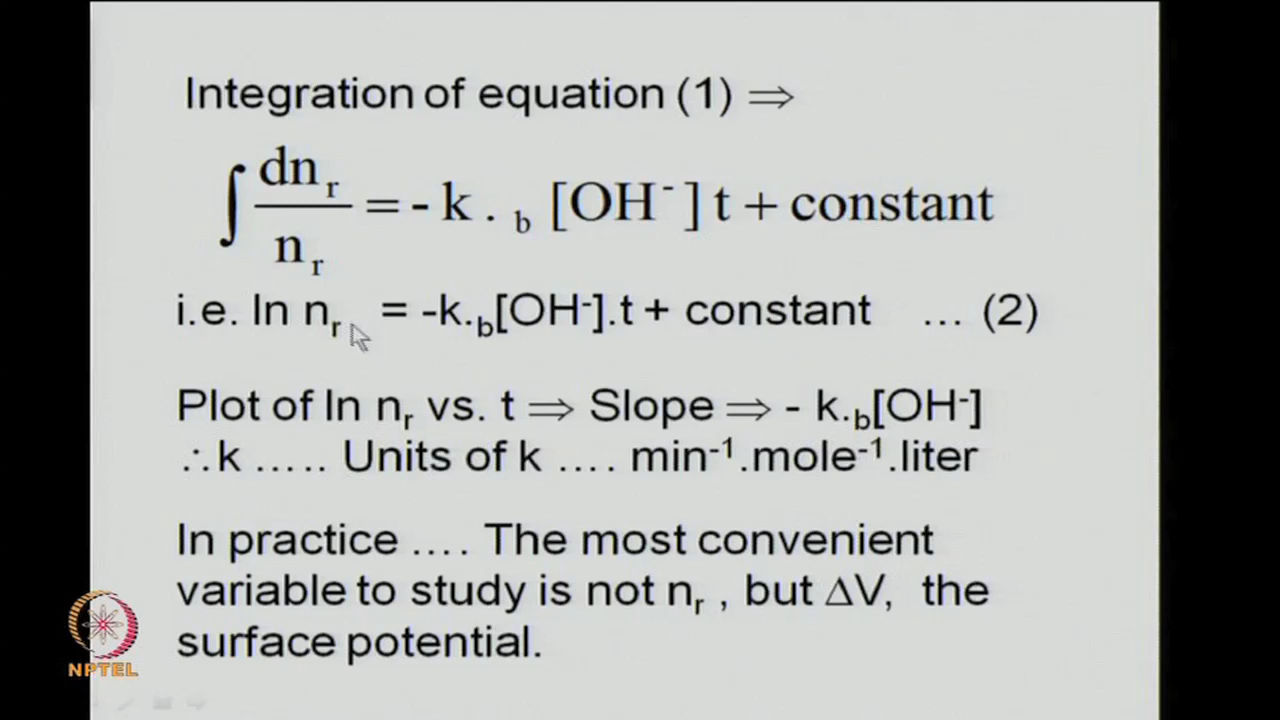 Integration of equation (1) ⇒
∫ dn_r / n_r = - k . _b [OH⁻] t + constant
i.e. ln n_r = -k._b[OH⁻].t + constant … (2)
Plot of ln n_r vs. t ⇒ Slope ⇒ - k._b[OH⁻]
∴k ….. Units of k …. min⁻¹.mole⁻¹.liter
In practice …. The most convenient
variable to study is not n_r , but ΔV, the
surface potential.
NPTEL